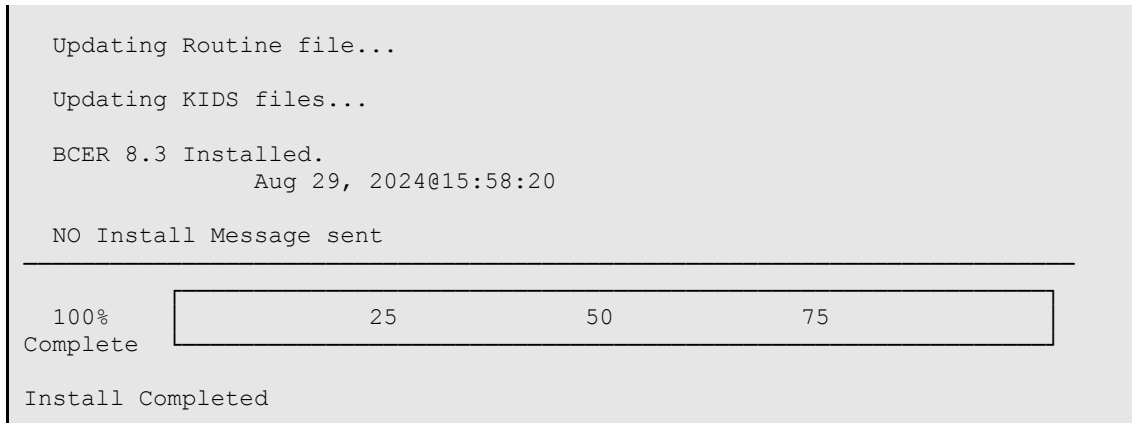 Updating Routine file...
Updating KIDS files...
BCER 8.3 Installed.
Aug 29, 2024@15:58:20
NO Install Message sent
100% 25 50 75
Complete
Install Completed